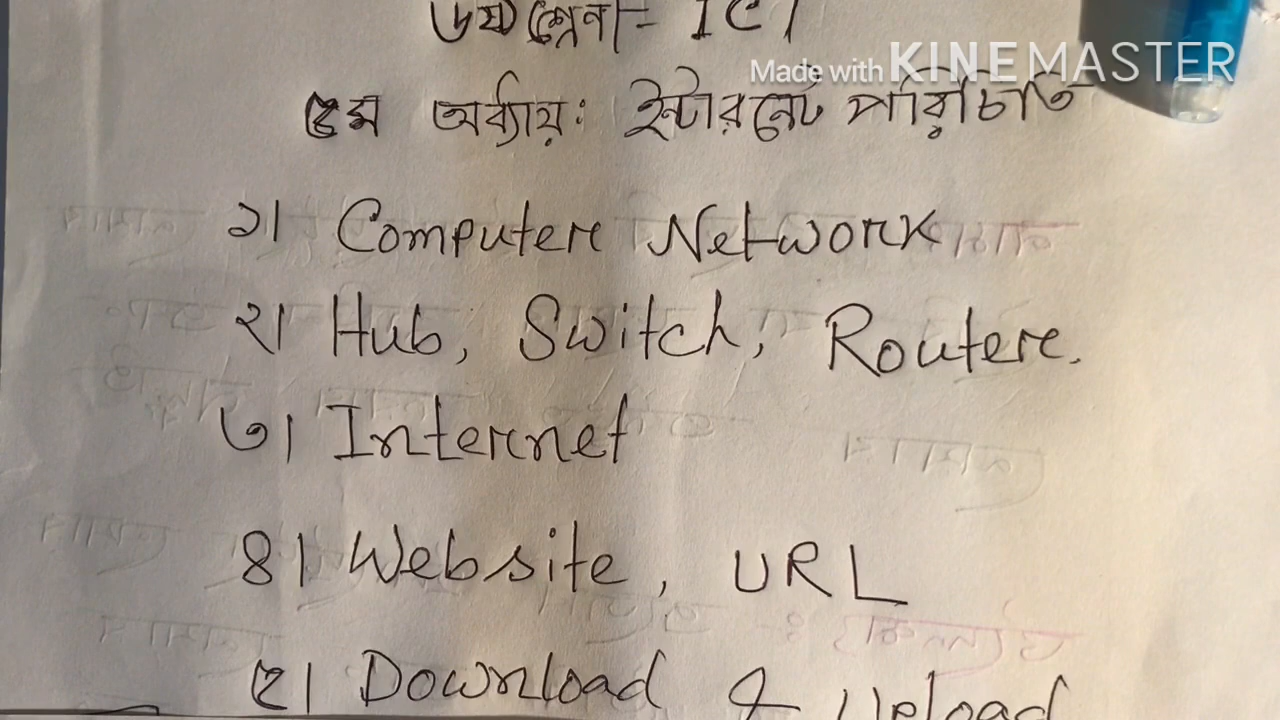 ৬ষ্ঠ শ্রেনী - ICT
Made with KINEMASTER
৫ম অধ্যায়: ইন্টারনেট পরিচিতি
১। Computer Network
২। Hub, Switch, Router.
৩। Internet
৪। Website, URL
৫। Download & Upload